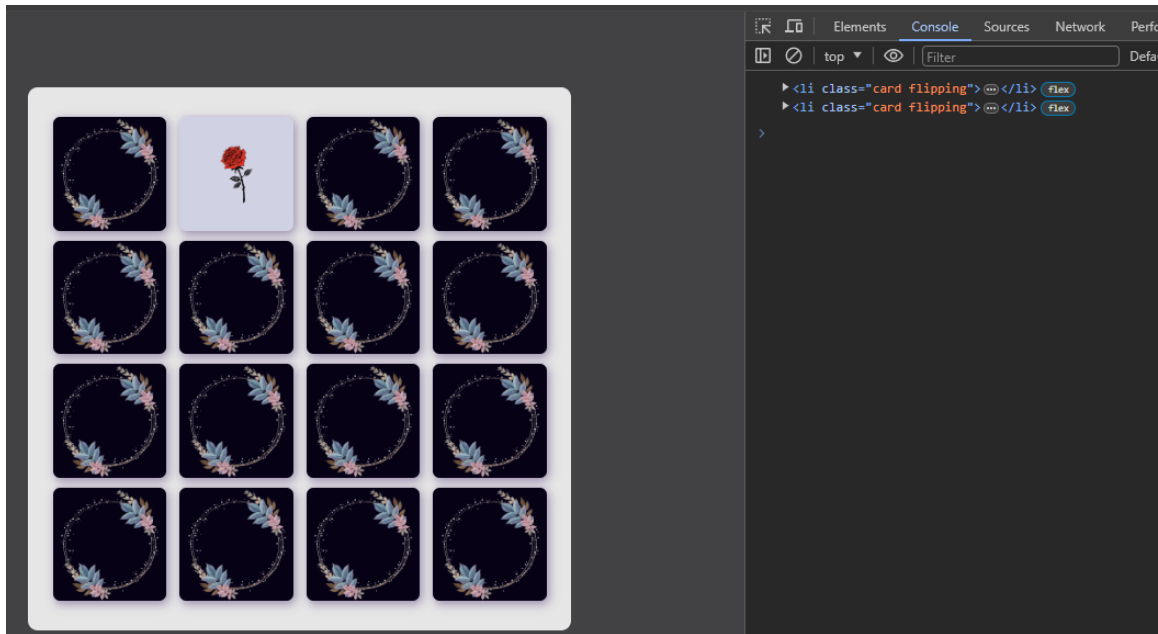 Elements Console Sources Network Perfo
top Filter Defa
<li class="card flipping"> … </li> flex
<li class="card flipping"> … </li> flex